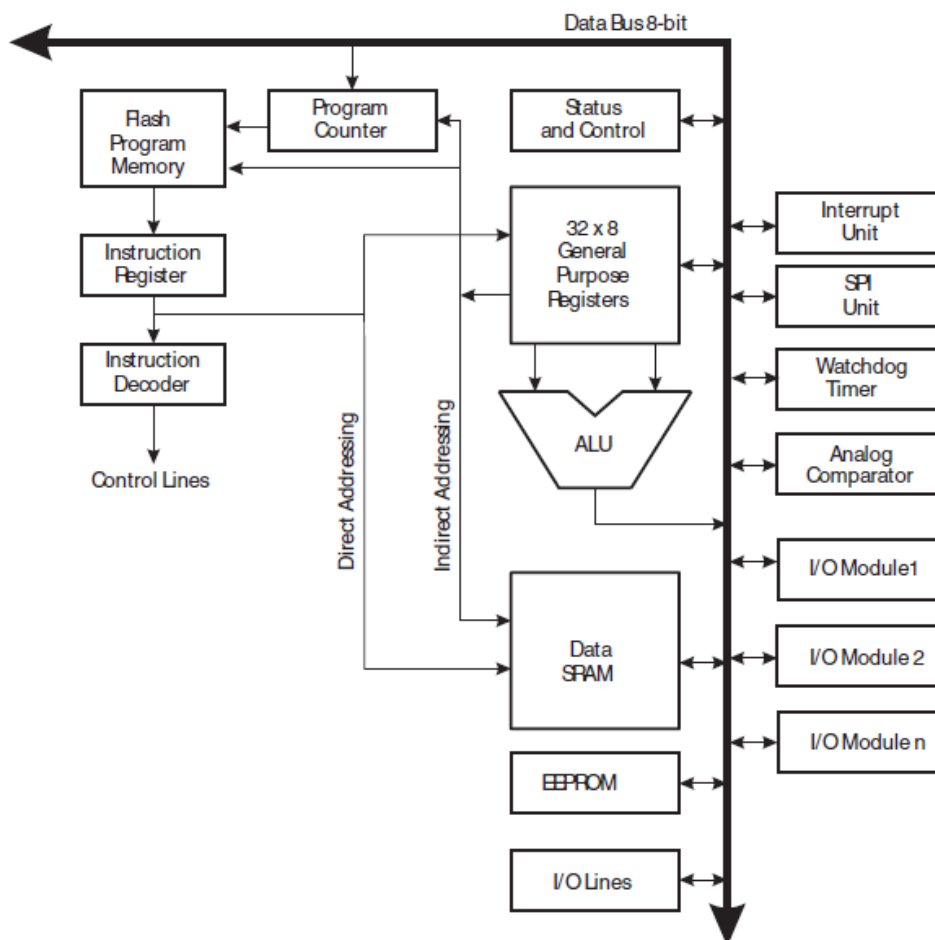 Data Bus 8-bit
Flash
Program
Memory
Program
Counter
Status
and Control
Instruction
Register
32 x 8
General
Purpose
Registers
Interrupt
Unit
SPI
Unit
Instruction
Decoder
Watchdog
Timer
Control Lines
Direct Addressing
Indirect Addressing
ALU
Analog
Comparator
I/O Module1
Data
SRAM
I/O Module 2
I/O Module n
EEPROM
I/O Lines